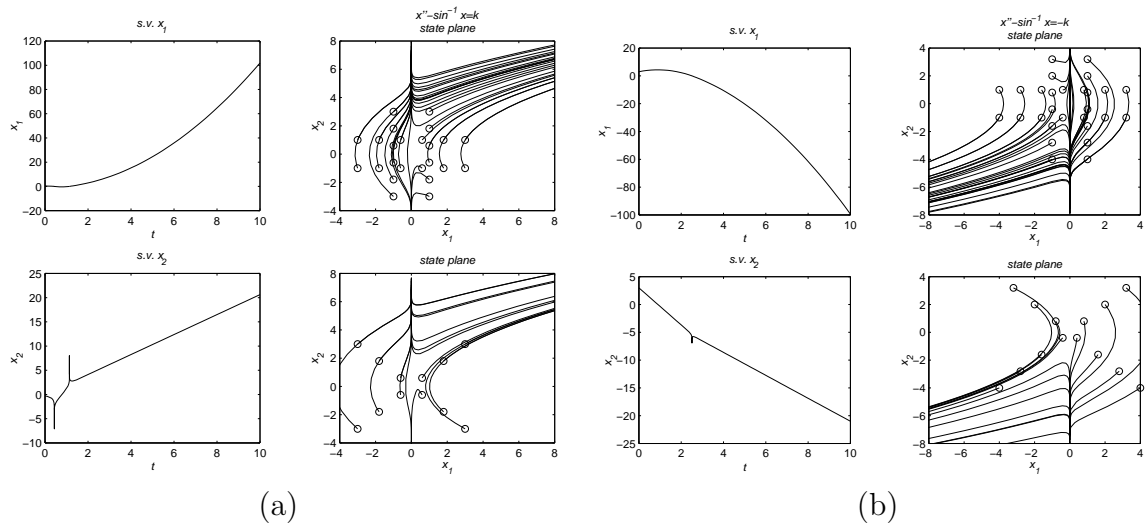 s.v. x₁
120
100
80
60
40
20
0
−20
x₁
0 2 4 6 8 10
t
x''−sin⁻¹ x=k
state plane
8
6
4
2
0
−2
−4
x₂
−4 −2 0 2 4 6 8
x₁
s.v. x₂
25
20
15
10
5
0
−5
−10
x₂
0 2 4 6 8 10
t
state plane
8
6
4
2
0
−2
−4
x₂
−4 −2 0 2 4 6 8
x₁
(a)
s.v. x₁
20
0
−20
−40
−60
−80
−100
x₁
0 2 4 6 8 10
t
x''−sin⁻¹ x=−k
state plane
4
2
0
−2
−4
−6
−8
x₂
−8 −6 −4 −2 0 2 4
x₁
s.v. x₂
5
0
−5
−10
−15
−20
−25
x₂
0 2 4 6 8 10
t
state plane
4
2
0
−2
−4
−6
−8
x₂
−8 −6 −4 −2 0 2 4
x₁
(b)